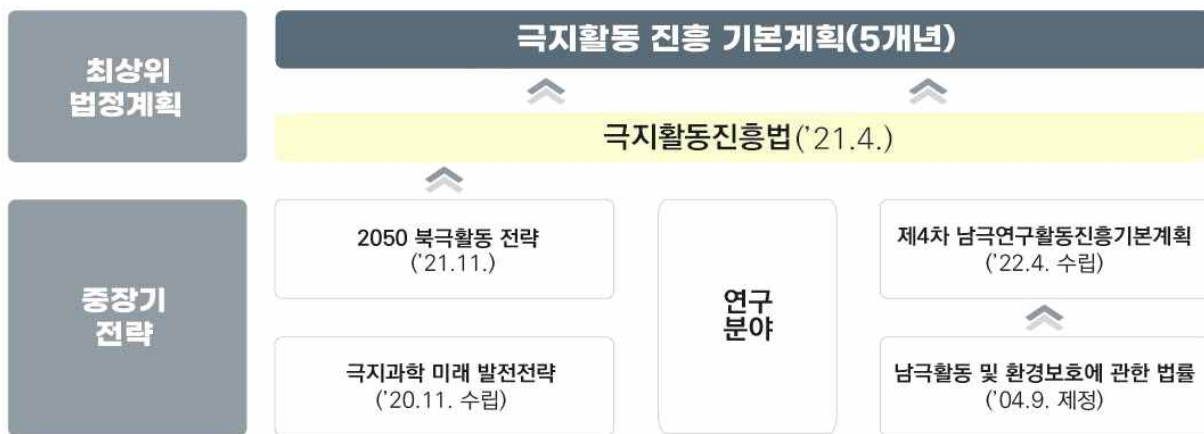 극지활동 진흥 기본계획(5개년)
최상위
법정계획
극지활동진흥법('21.4.)
중장기
전략
2050 북극활동 전략
('21.11.)
극지과학 미래 발전전략
('20.11. 수립)
연구
분야
제4차 남극연구활동진흥기본계획
('22.4. 수립)
남극활동 및 환경보호에 관한 법률
('04.9. 제정)